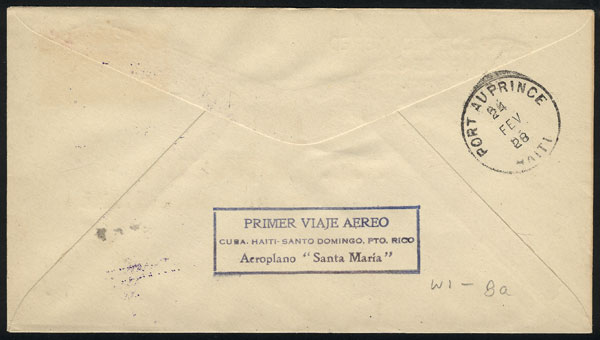 PORT AU PRINCE
24
FEV
28
HAITI
PRIMER VIAJE AEREO
CUBA, HAITI-SANTO DOMINGO, PTO. RICO
Aeroplano "Santa María"
W1-8a